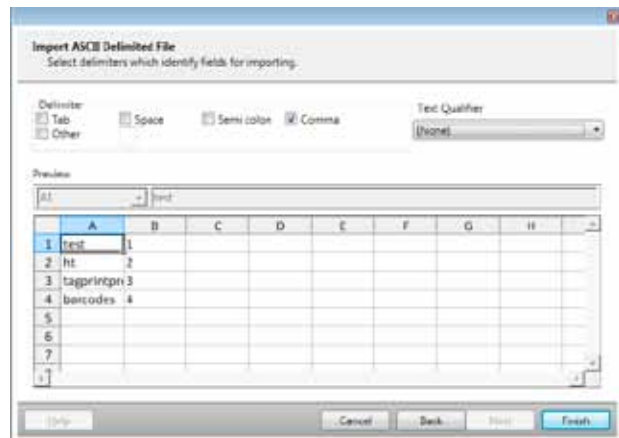 Import ASCII Delimited File
Select delimiters which identify fields for importing.
Delimiter
Tab
Space
Semi colon
Comma
Other
Text Qualifier
{None}
Preview
A1
test
A B C D E F G H
1 test 1
2 ht 2
3 tagprintpr 3
4 barcodes 4
5
6
7
Help
Cancel
Back
Next
Finish